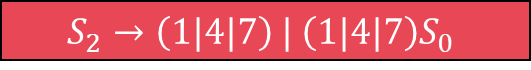 S₂ → (1|4|7) | (1|4|7)S₀